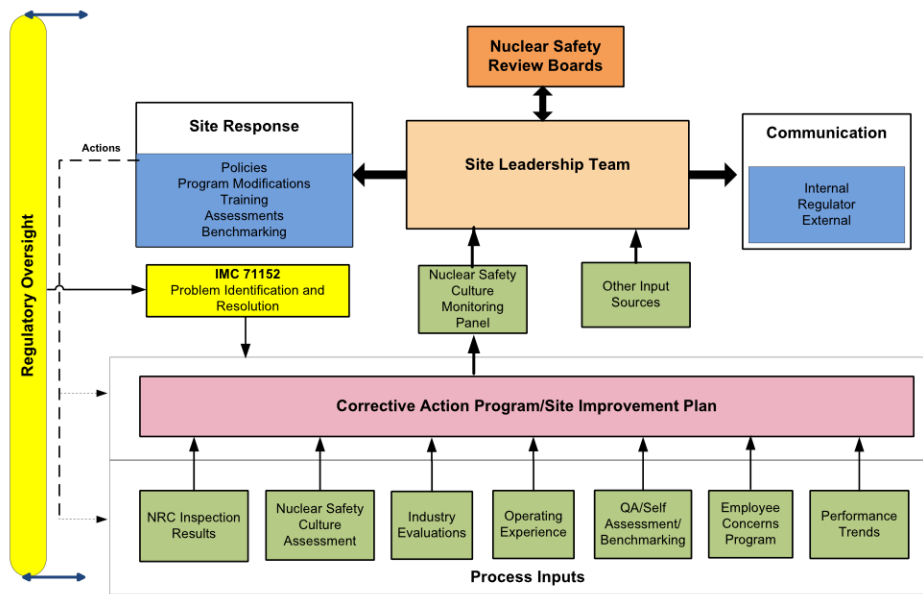 Nuclear Safety
Review Boards
Site Response
Policies
Program Modifications
Training
Assessments
Benchmarking
Actions
Site Leadership Team
Communication
Internal
Regulator
External
Regulatory Oversight
IMC 71152
Problem Identification and
Resolution
Nuclear Safety
Culture
Monitoring
Panel
Other Input
Sources
Corrective Action Program/Site Improvement Plan
NRC Inspection
Results
Nuclear Safety
Culture
Assessment
Industry
Evaluations
Operating
Experience
QA/Self
Assessment/
Benchmarking
Employee
Concerns
Program
Performance
Trends
Process Inputs